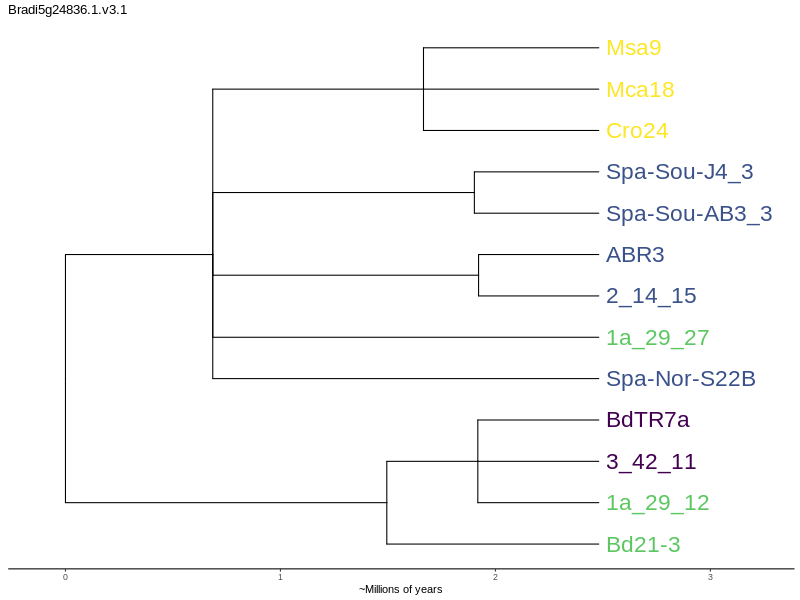 Bradi5g24836.1.v3.1
Msa9
Mca18
Cro24
Spa-Sou-J4_3
Spa-Sou-AB3_3
ABR3
2_14_15
1a_29_27
Spa-Nor-S22B
BdTR7a
3_42_11
1a_29_12
Bd21-3
0 1 2 3
~Millions of years